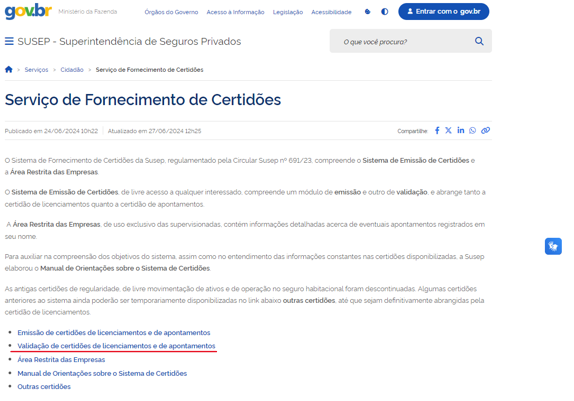 gov.br Ministério da Fazenda Órgãos do Governo Acesso à Informação Legislação Acessibilidade Entrar com o gov.br
SUSEP - Superintendência de Seguros Privados O que você procura?
> Serviços > Cidadão > Serviço de Fornecimento de Certidões
Serviço de Fornecimento de Certidões
Publicado em 24/06/2024 10h22 Atualizado em 27/06/2024 12h25 Compartilhe:
O Sistema de Fornecimento de Certidões da Susep, regulamentado pela Circular Susep nº 691/23, compreende o Sistema de Emissão de Certidões e
a Área Restrita das Empresas.
O Sistema de Emissão de Certidões, de livre acesso a qualquer interessado, compreende um módulo de emissão e outro de validação, e abrange tanto a
certidão de licenciamentos quanto a certidão de apontamentos.
A Área Restrita das Empresas, de uso exclusivo das supervisionadas, contém informações detalhadas acerca de eventuais apontamentos registrados em
seu nome.
Para auxiliar na compreensão dos objetivos do sistema, assim como no entendimento das informações constantes nas certidões disponibilizadas, a Susep
elaborou o Manual de Orientações sobre o Sistema de Certidões.
As antigas certidões de regularidade, de livre movimentação de ativos e de operação no seguro habitacional foram descontinuadas. Algumas certidões
anteriores ao sistema ainda poderão ser temporariamente disponibilizadas no link abaixo outras certidões, até que sejam definitivamente abrangidas pela
certidão de licenciamentos.
• Emissão de certidões de licenciamentos e de apontamentos
• Validação de certidões de licenciamentos e de apontamentos
• Área Restrita das Empresas
• Manual de Orientações sobre o Sistema de Certidões
• Outras certidões